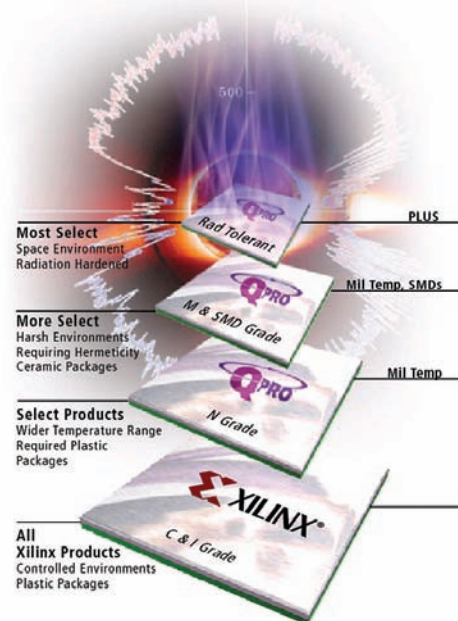 500
QPRO
Rad Tolerant
PLUS
Most Select
Space Environment
Radiation Hardened
QPRO
M & SMD Grade
Mil Temp, SMDs
More Select
Harsh Environments
Requiring Hermeticity
Ceramic Packages
QPRO
N Grade
Mil Temp
Select Products
Wider Temperature Range
Required Plastic
Packages
XILINX®
C & I Grade
All
Xilinx Products
Controlled Environments
Plastic Packages